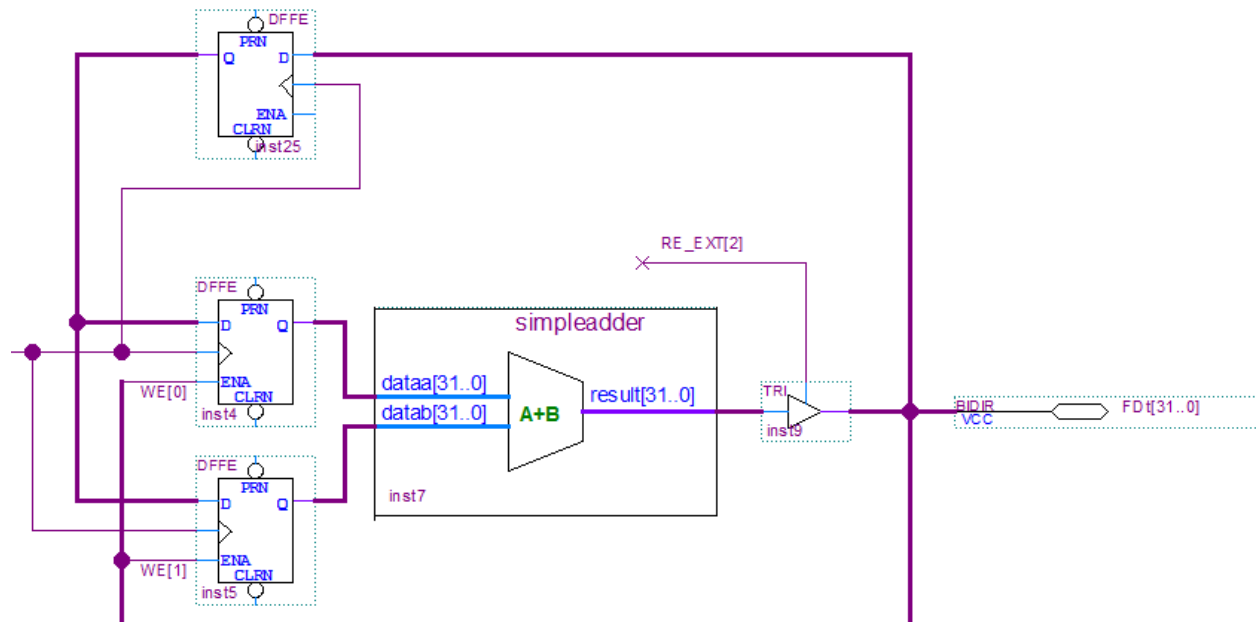 DFFE
PRN
Q D
ENA
CLRN
inst25
RE_EXT[2]
DFFE
PRN
D Q
WE[0]
ENA
CLRN
inst4
simpleadder
dataa[31..0]
datab[31..0]
A+B
result[31..0]
inst7
TRI
inst9
BIDIR
VCC
FDt[31..0]
DFFE
PRN
D Q
WE[1]
ENA
CLRN
inst5